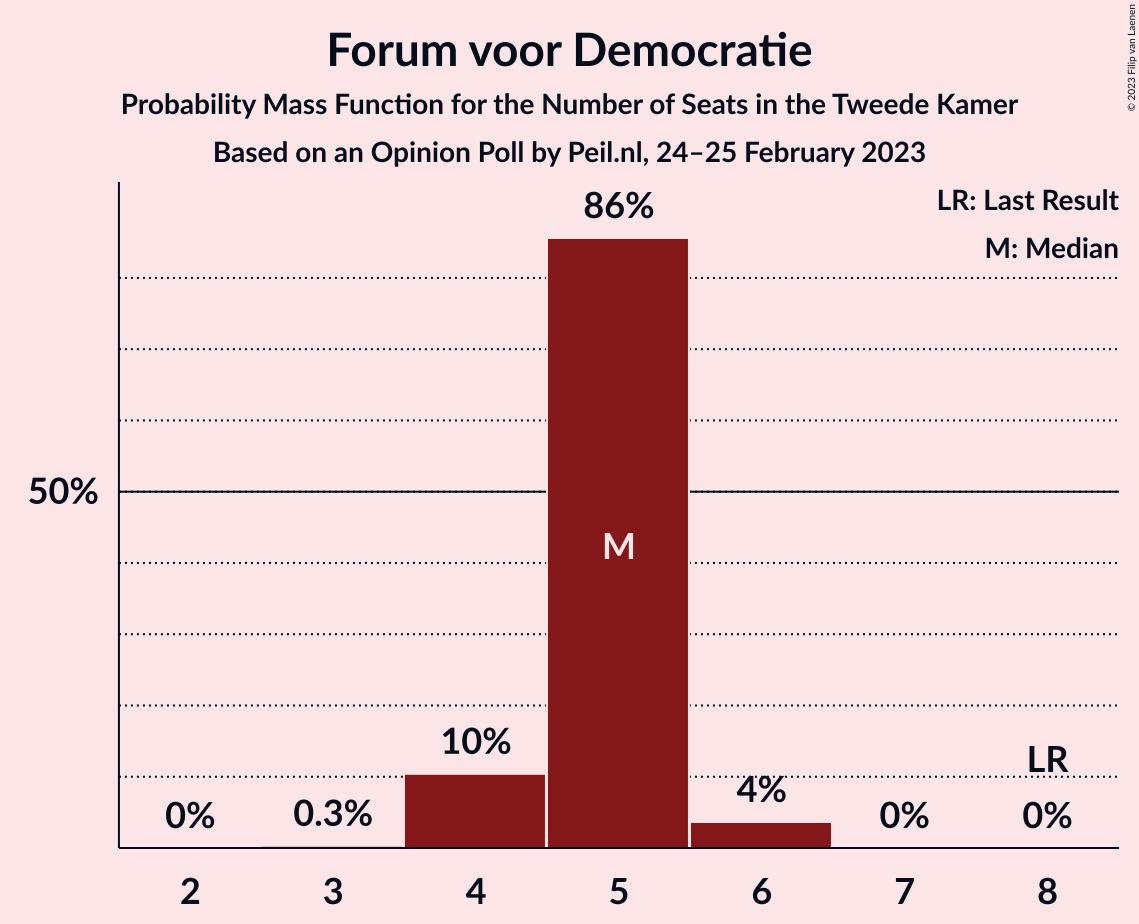 Forum voor Democratie
Probability Mass Function for the Number of Seats in the Tweede Kamer
Based on an Opinion Poll by Peil.nl, 24–25 February 2023
© 2023 Filip van Laenen
LR: Last Result
M: Median
86%
50%
M
10%
LR
4%
0%
0.3%
0%
0%
2
3
4
5
6
7
8